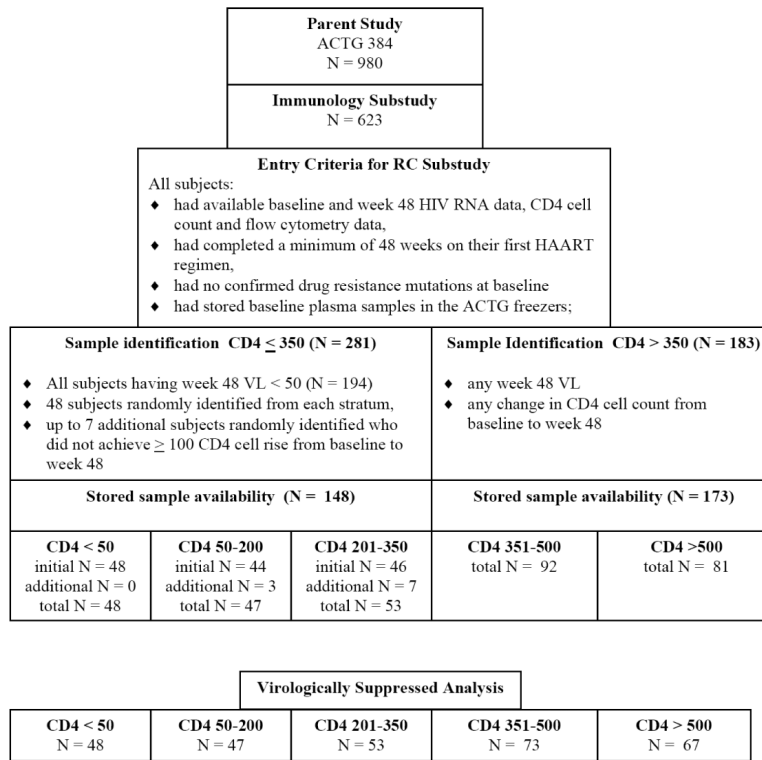 Parent Study
ACTG 384
N = 980
Immunology Substudy
N = 623
Entry Criteria for RC Substudy
All subjects:
♦ had available baseline and week 48 HIV RNA data, CD4 cell
count and flow cytometry data,
♦ had completed a minimum of 48 weeks on their first HAART
regimen,
♦ had no confirmed drug resistance mutations at baseline
♦ had stored baseline plasma samples in the ACTG freezers;
Sample identification CD4 ≤ 350 (N = 281)
♦ All subjects having week 48 VL < 50 (N = 194)
♦ 48 subjects randomly identified from each stratum,
♦ up to 7 additional subjects randomly identified who
did not achieve ≥ 100 CD4 cell rise from baseline to
week 48
Sample Identification CD4 > 350 (N = 183)
♦ any week 48 VL
♦ any change in CD4 cell count from
baseline to week 48
Stored sample availability (N = 148)
Stored sample availability (N = 173)
CD4 < 50
initial N = 48
additional N = 0
total N = 48
CD4 50-200
initial N = 44
additional N = 3
total N = 47
CD4 201-350
initial N = 46
additional N = 7
total N = 53
CD4 351-500
total N = 92
CD4 >500
total N = 81
Virologically Suppressed Analysis
CD4 < 50
N = 48
CD4 50-200
N = 47
CD4 201-350
N = 53
CD4 351-500
N = 73
CD4 > 500
N = 67